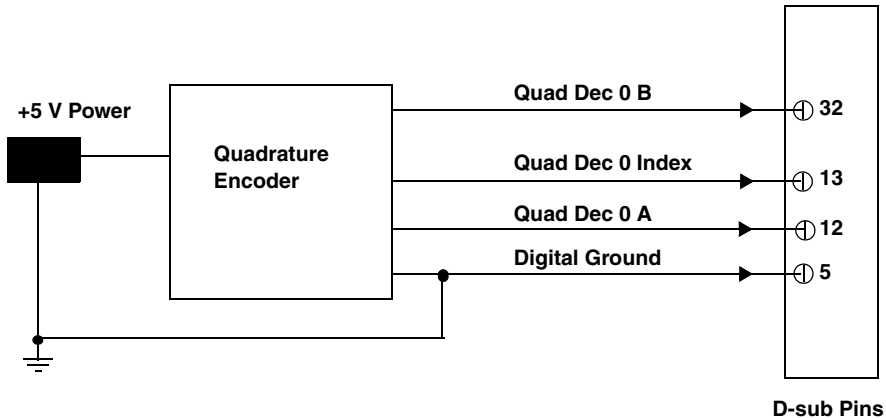 +5 V Power
Quadrature
Encoder
Quad Dec 0 B
32
Quad Dec 0 Index
13
Quad Dec 0 A
12
Digital Ground
5
D-sub Pins